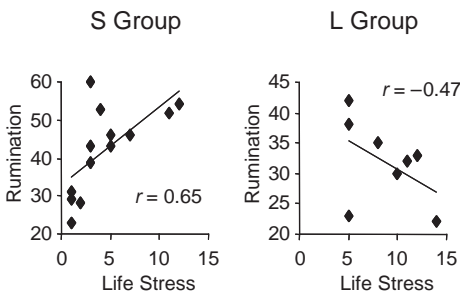 S Group
L Group
Rumination
60
50
40
30
20
r = 0.65
0
5
10
15
Life Stress
Rumination
45
40
35
30
25
20
r = −0.47
0
5
10
15
Life Stress